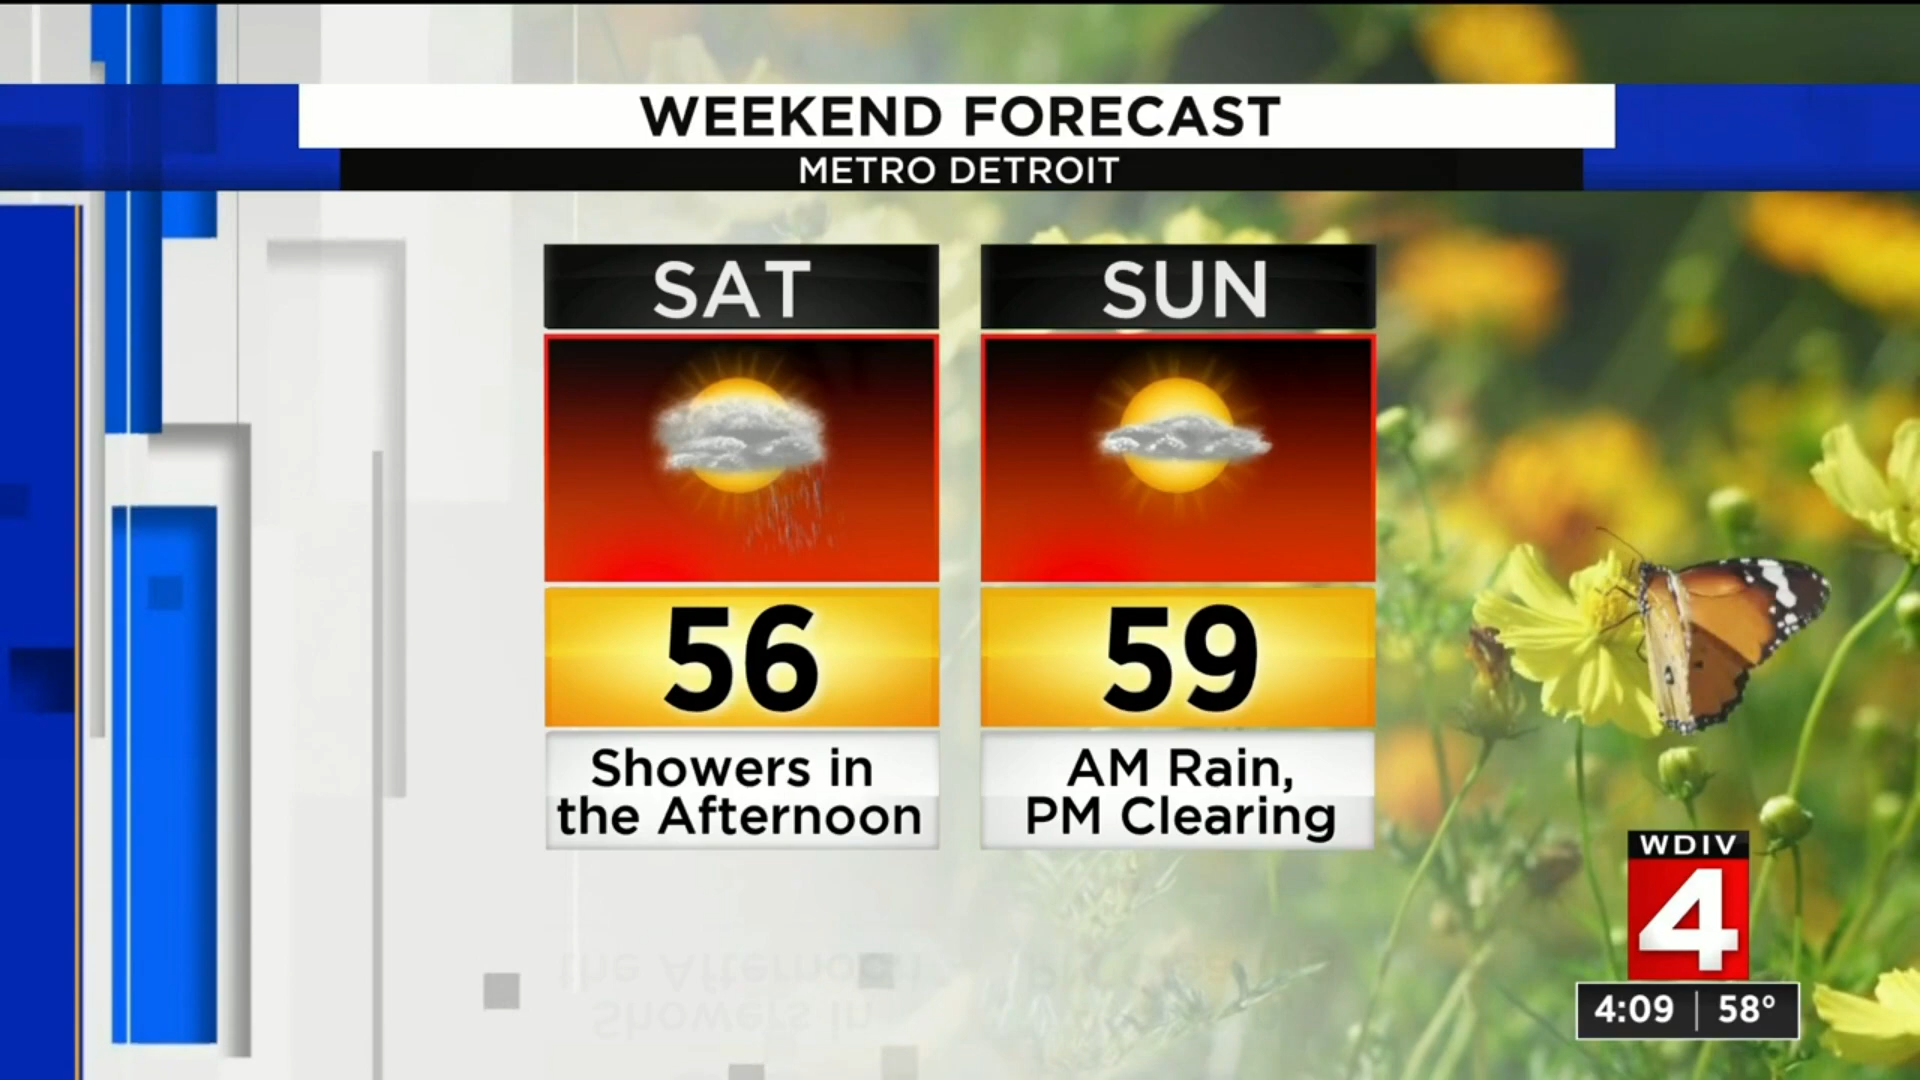 WEEKEND FORECAST
METRO DETROIT
SAT
SUN
56
59
Showers in
the Afternoon
AM Rain,
PM Clearing
WDIV
4
4:09 58°